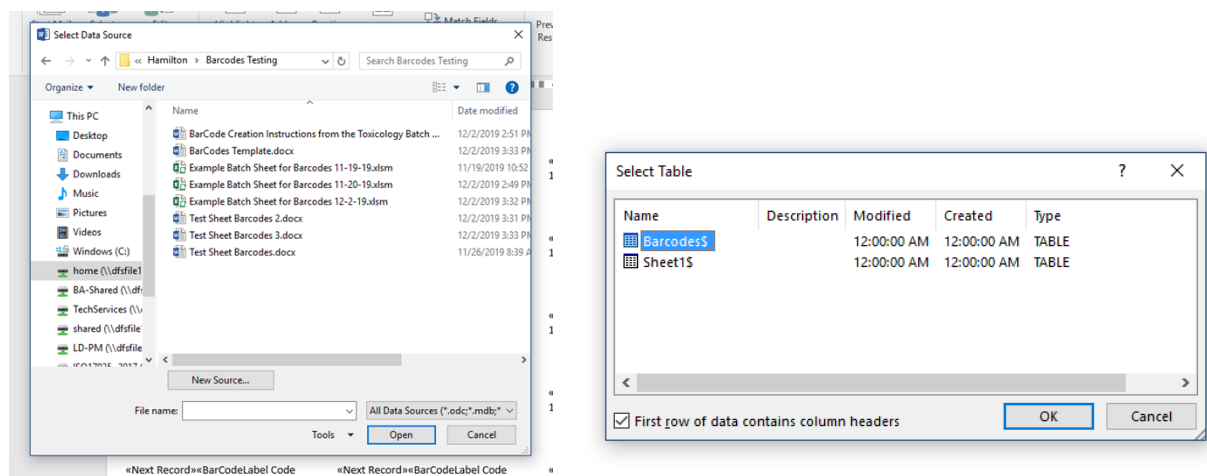 Match Fields
Prev
Res
Select Data Source
« Hamilton > Barcodes Testing
Search Barcodes Testing
Organize
New folder
Name
Date modified
This PC
Desktop
Documents
Downloads
Music
Pictures
Videos
Windows (C:)
home (\\dfsfile1
BA-Shared (\\df
TechServices (\\
shared (\\dfsfile
LD-PM (\\dfsfile
BarCode Creation Instructions from the Toxicology Batch ... 12/2/2019 2:51 PM
BarCodes Template.docx 12/2/2019 3:33 PM
Example Batch Sheet for Barcodes 11-19-19.xlsm 11/19/2019 10:52
Example Batch Sheet for Barcodes 11-20-19.xlsm 12/2/2019 2:49 PM
Example Batch Sheet for Barcodes 12-2-19.xlsm 12/2/2019 3:32 PM
Test Sheet Barcodes 2.docx 12/2/2019 3:31 PM
Test Sheet Barcodes 3.docx 12/2/2019 3:33 PM
Test Sheet Barcodes.docx 11/26/2019 8:39 A
New Source...
File name:
All Data Sources (*.odc;*.mdb;*
Tools
Open
Cancel
«Next Record»«BarCodeLabel Code
«Next Record»«BarCodeLabel Code
Select Table
Name Description Modified Created Type
Barcodes$ 12:00:00 AM 12:00:00 AM TABLE
Sheet1$ 12:00:00 AM 12:00:00 AM TABLE
First row of data contains column headers
OK
Cancel